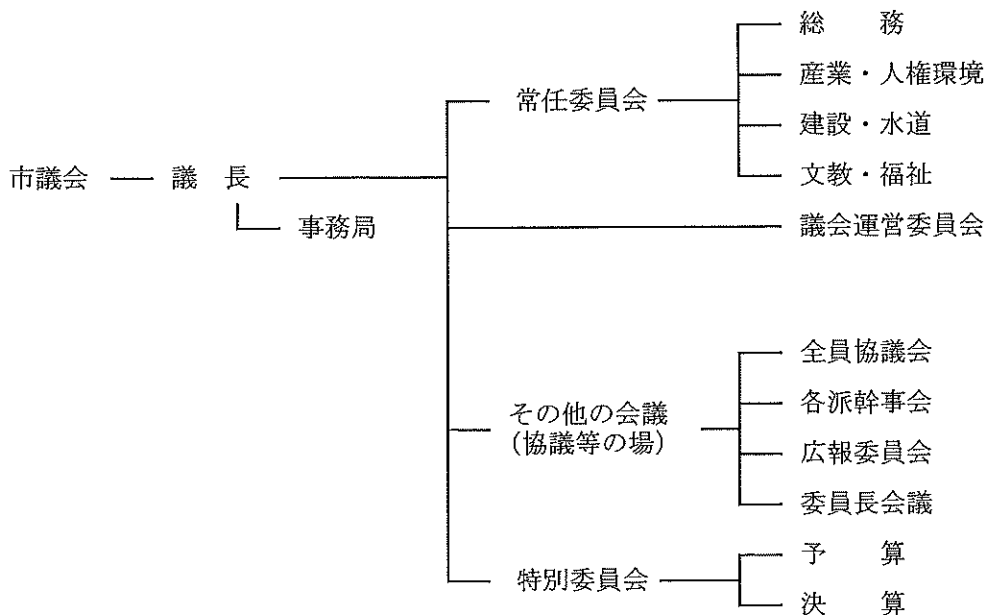 総　　務
産業・人権環境
常任委員会
建設・水道
市議会
議　長
文教・福祉
事務局
議会運営委員会
全員協議会
各派幹事会
その他の会議
(協議等の場)
広報委員会
委員長会議
予　　算
特別委員会
決　　算